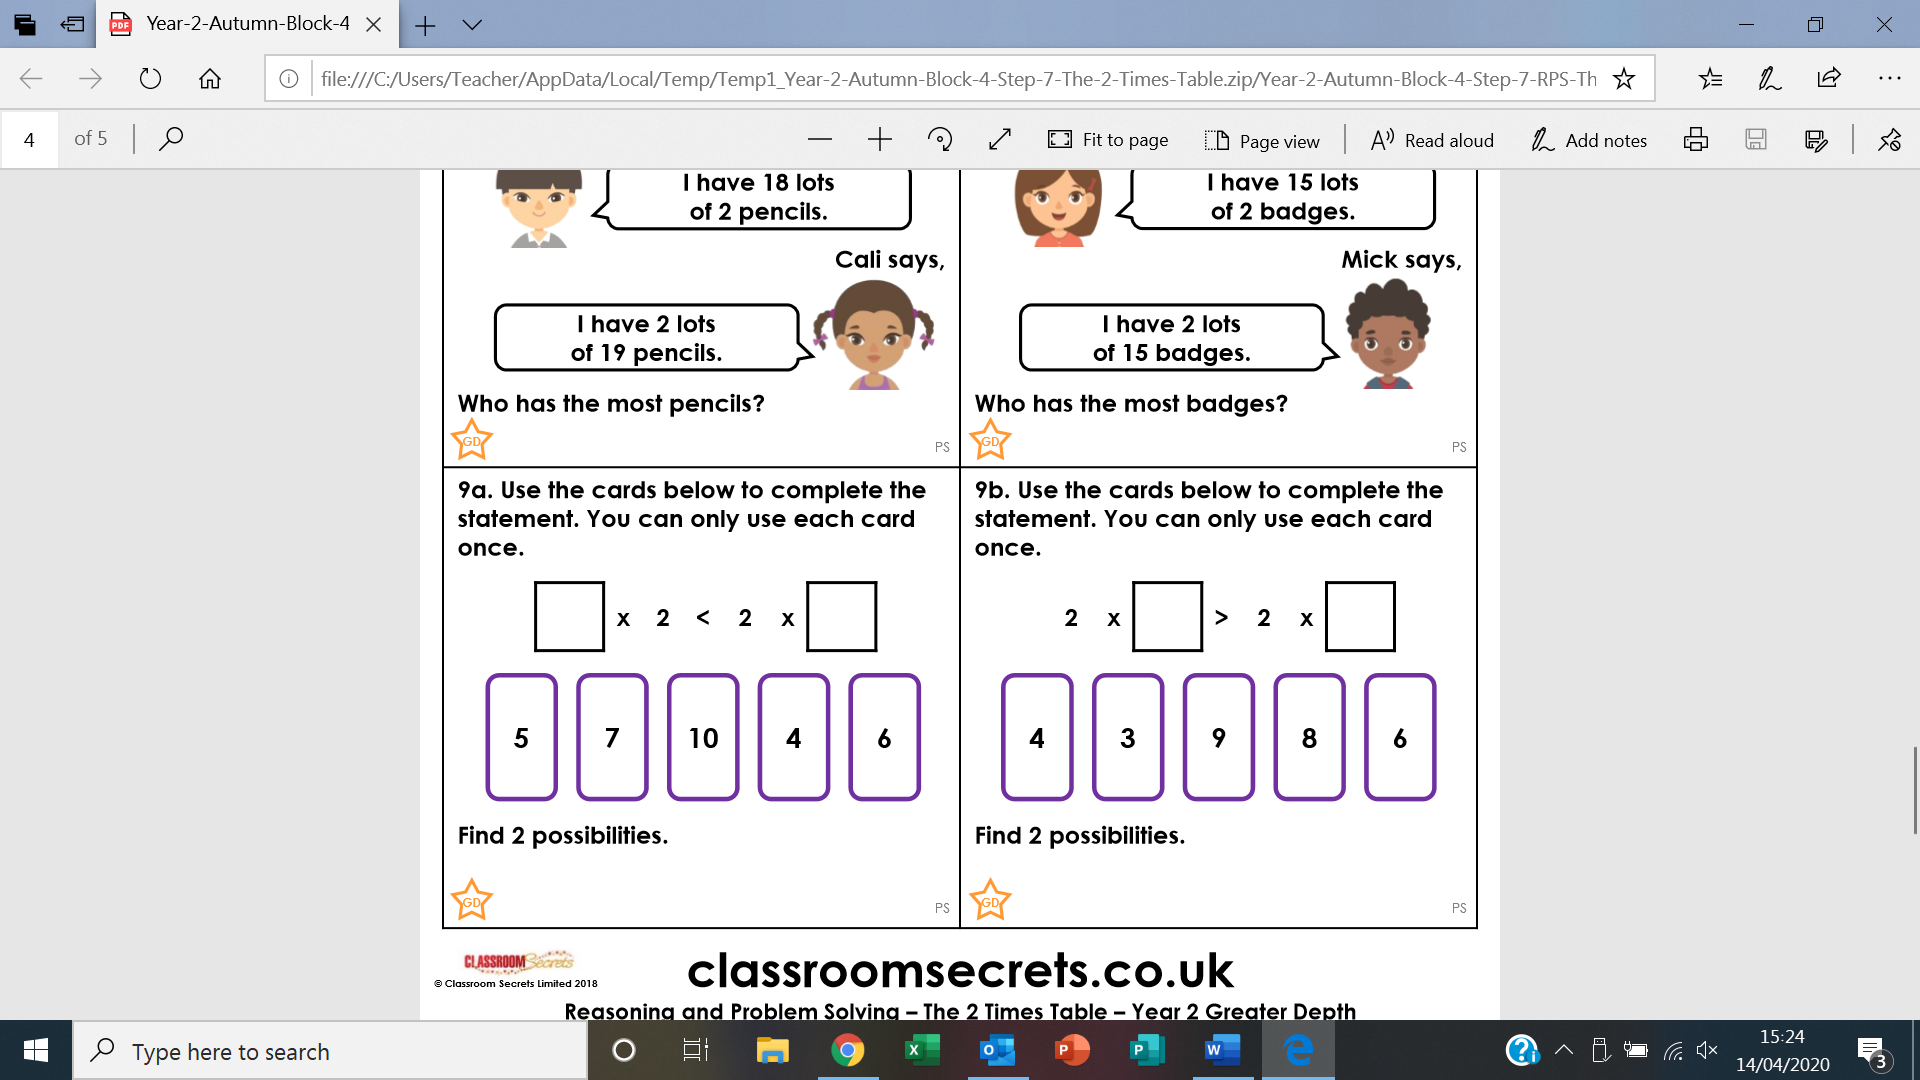 Year-2-Autumn-Block-4
file:///C:/Users/Teacher/AppData/Local/Temp/Temp1_Year-2-Autumn-Block-4-Step-7-The-2-Times-Table.zip/Year-2-Autumn-Block-4-Step-7-RPS-Th
4 of 5
Fit to page
Page view
Read aloud
Add notes
I have 18 lots
of 2 pencils.
Cali says,
I have 2 lots
of 19 pencils.
Who has the most pencils?
GD
PS
I have 15 lots
of 2 badges.
Mick says,
I have 2 lots
of 15 badges.
Who has the most badges?
GD
PS
9a. Use the cards below to complete the
statement. You can only use each card
once.
x 2 < 2 x
5 7 10 4 6
Find 2 possibilities.
GD
PS
9b. Use the cards below to complete the
statement. You can only use each card
once.
2 x > 2 x
4 3 9 8 6
Find 2 possibilities.
GD
PS
CLASSROOM Secrets
© Classroom Secrets Limited 2018
classroomsecrets.co.uk
Reasoning and Problem Solving – The 2 Times Table – Year 2 Greater Depth
Type here to search
15:24
14/04/2020
3